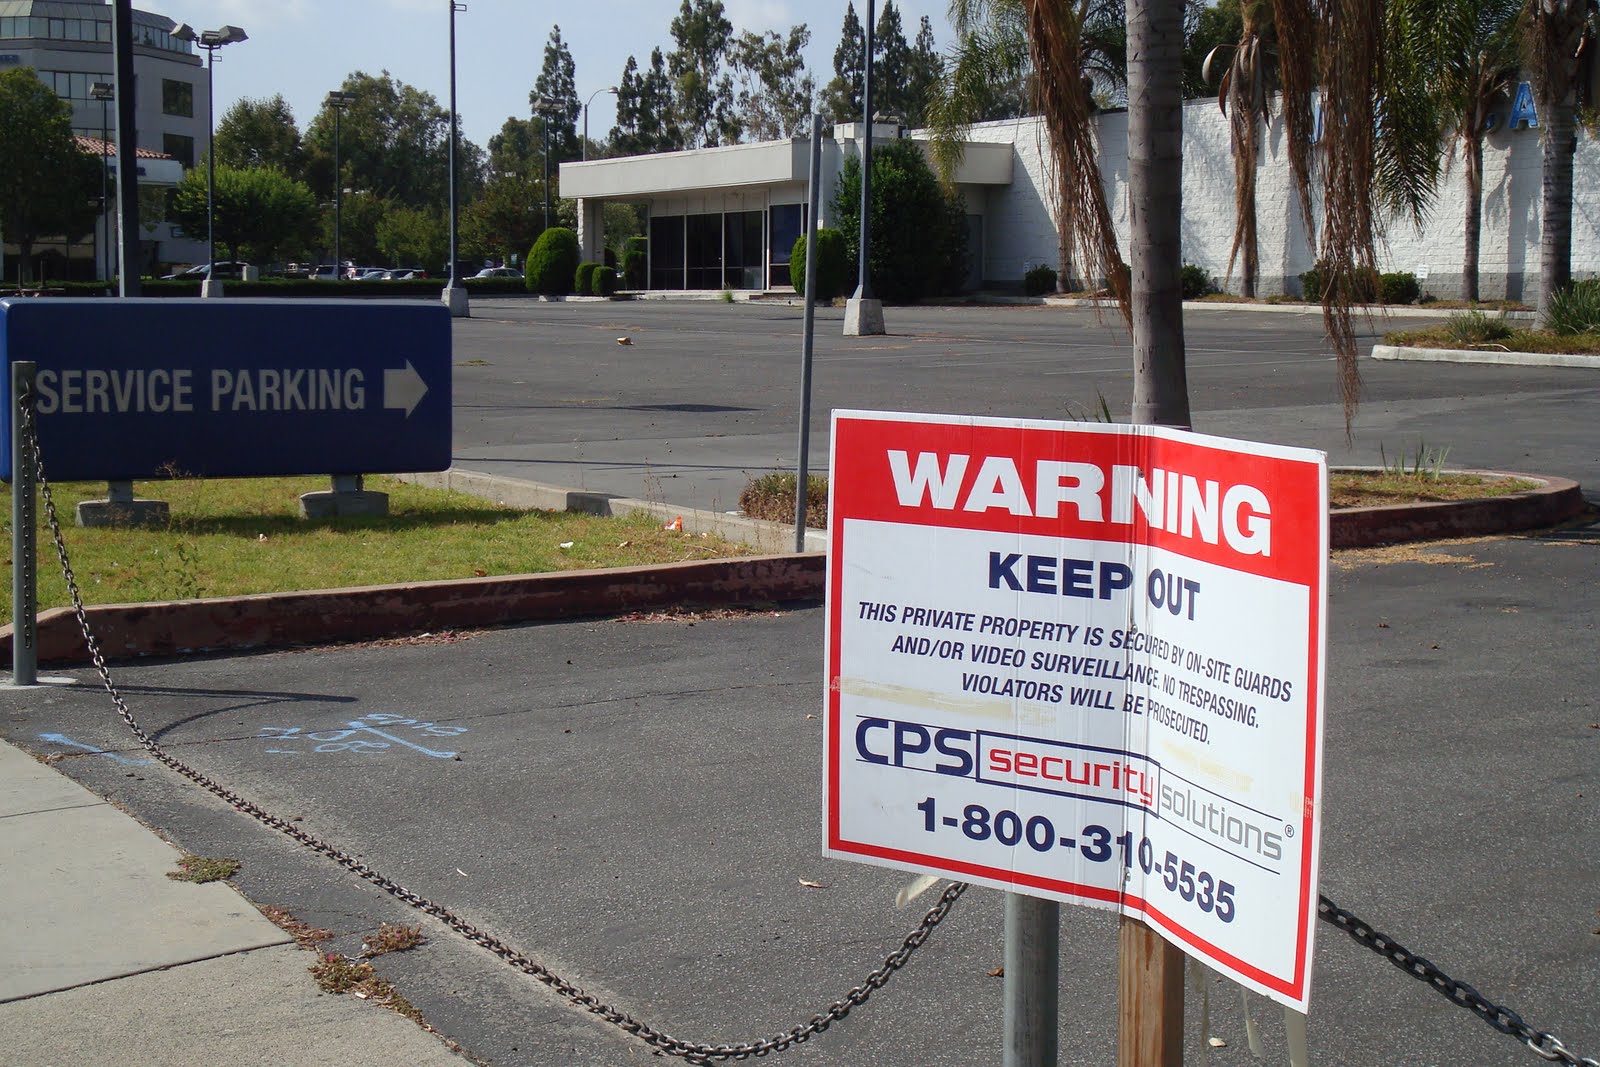 SERVICE PARKING
WARNING
KEEP OUT
THIS PRIVATE PROPERTY IS SECURED BY ON-SITE GUARDS
AND/OR VIDEO SURVEILLANCE. NO TRESPASSING.
VIOLATORS WILL BE PROSECUTED.
CPS security solutions®
1-800-310-5535